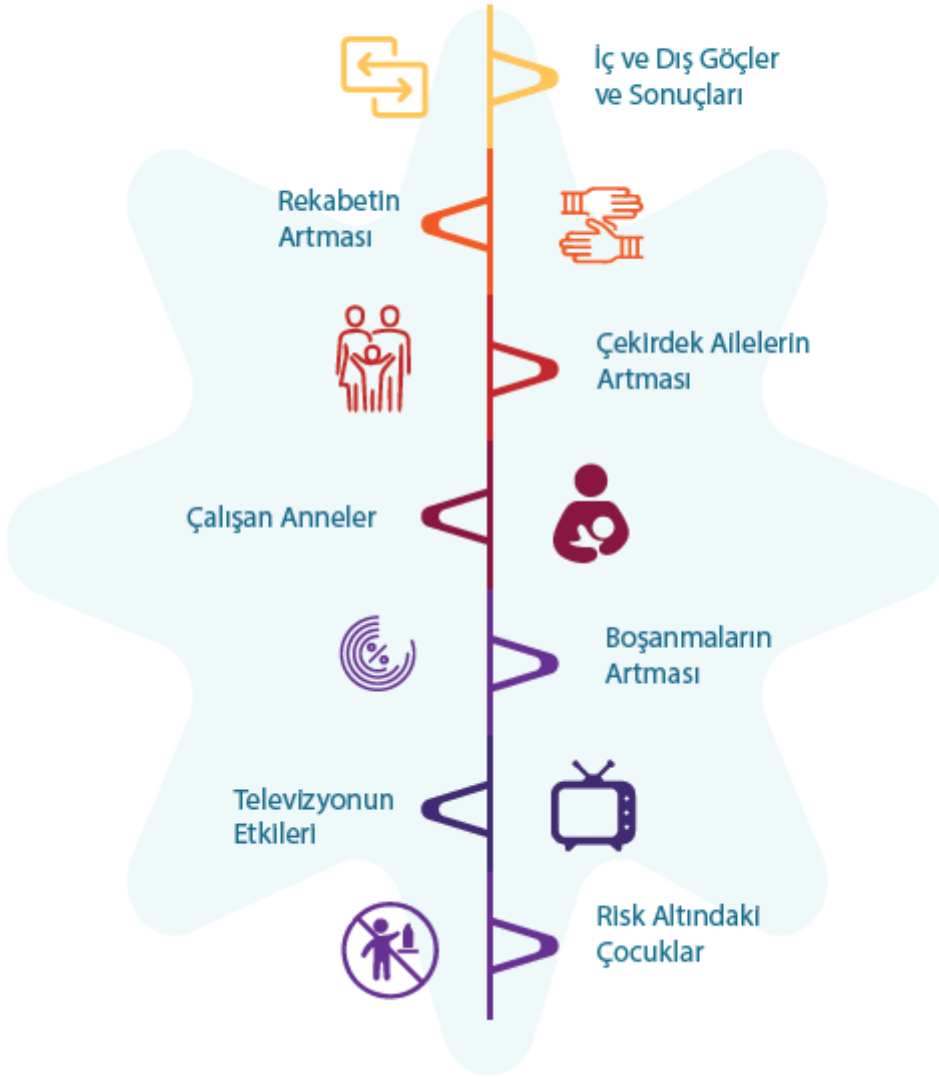 İç ve Dış Göçler
ve Sonuçları
Rekabetin
Artması
Çekirdek Ailelerin
Artması
Çalışan Anneler
%
Boşanmaların
Artması
Televizyonun
Etkileri
Risk Altındaki
Çocuklar